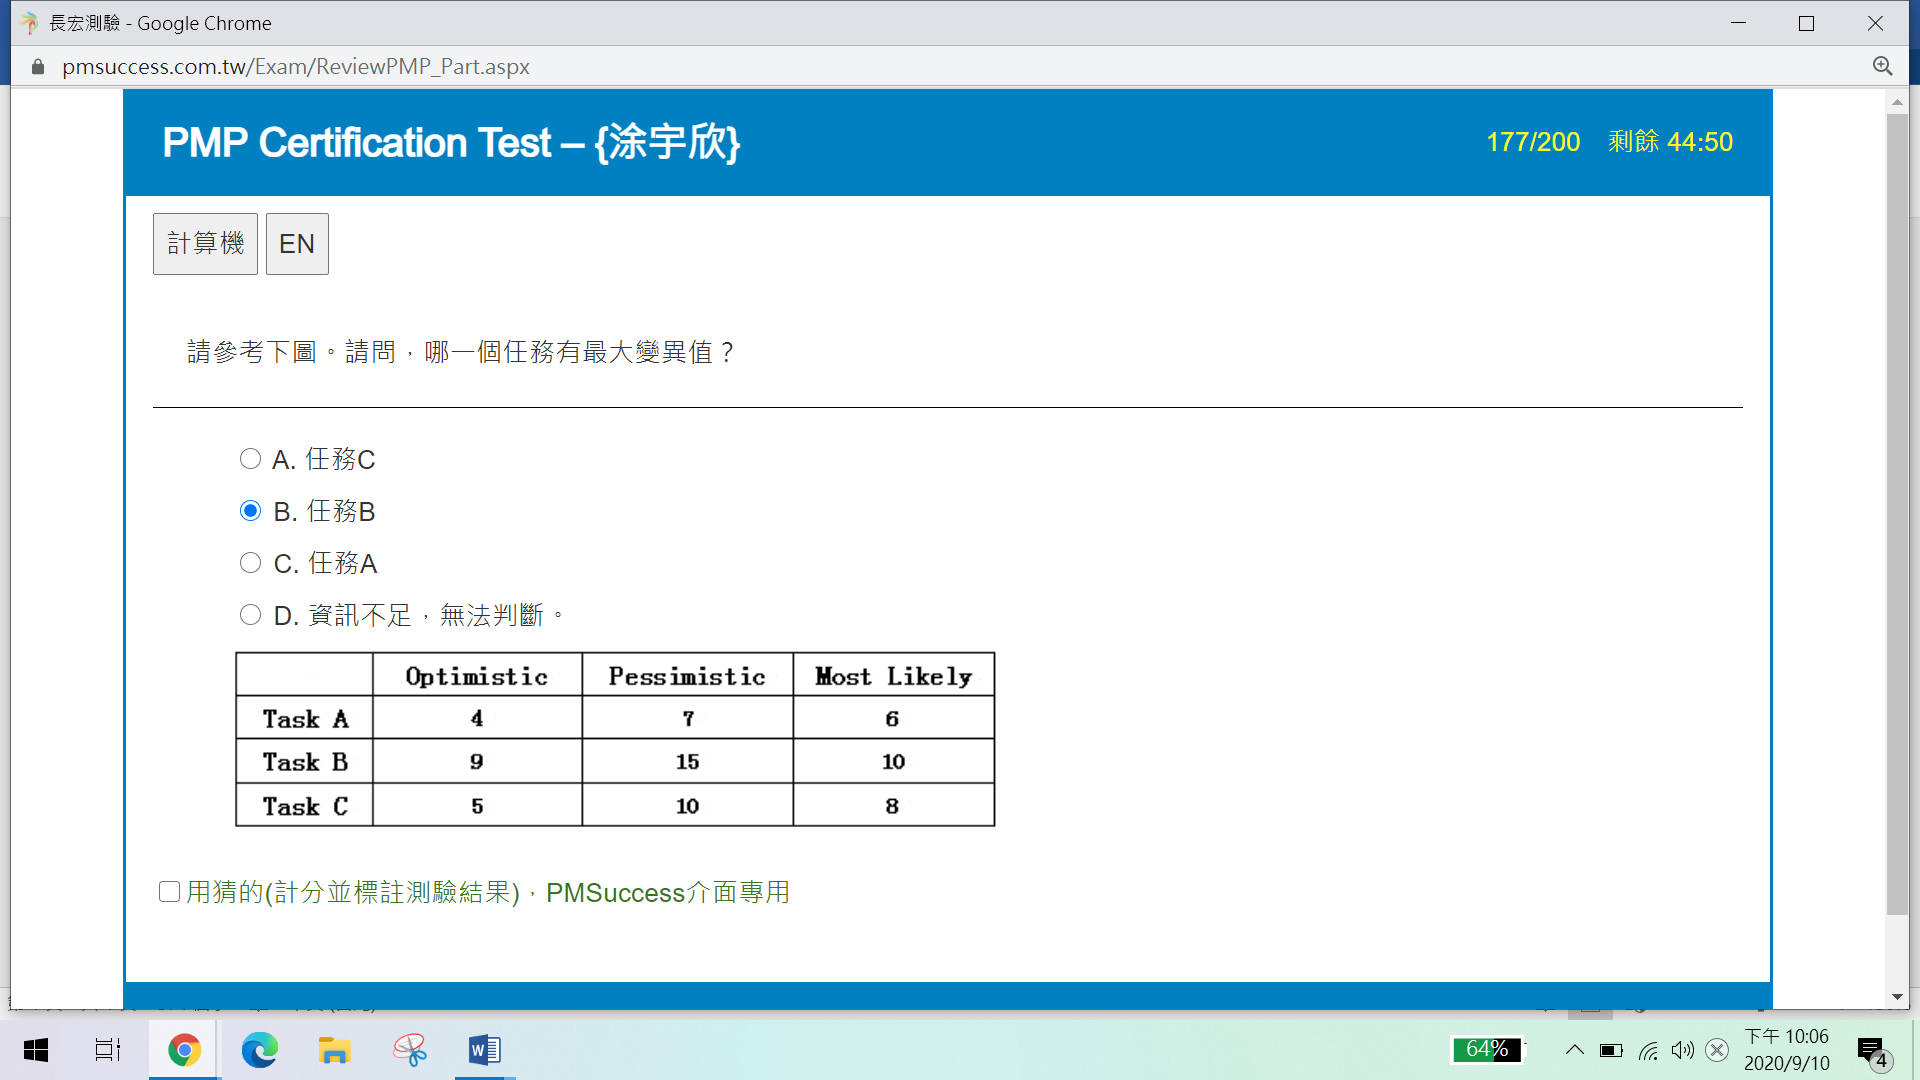 長宏測驗 - Google Chrome
pmsuccess.com.tw/Exam/ReviewPMP_Part.aspx
PMP Certification Test – {涂宇欣}
177/200 剩餘 44:50
計算機 EN
請參考下圖。請問，哪一個任務有最大變異值？
A. 任務C
B. 任務B
C. 任務A
D. 資訊不足，無法判斷。
Optimistic Pessimistic Most Likely
Task A 4 7 6
Task B 9 15 10
Task C 5 10 8
用猜的(計分並標註測驗結果)，PMSuccess介面專用
64%
下午 10:06
2020/9/10
4